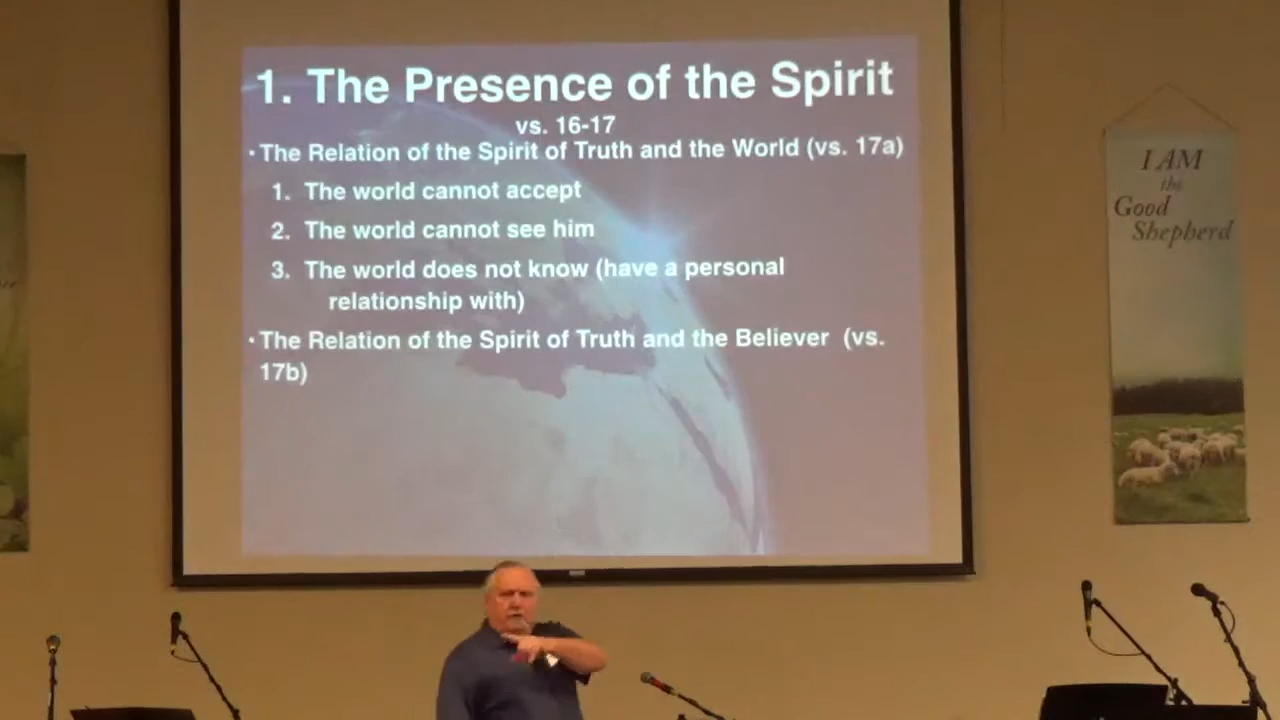 1. The Presence of the Spirit
vs. 16-17
· The Relation of the Spirit of Truth and the World (vs. 17a)
1. The world cannot accept
2. The world cannot see him
3. The world does not know (have a personal
relationship with)
· The Relation of the Spirit of Truth and the Believer (vs.
17b)
I AM
the
Good
Shepherd